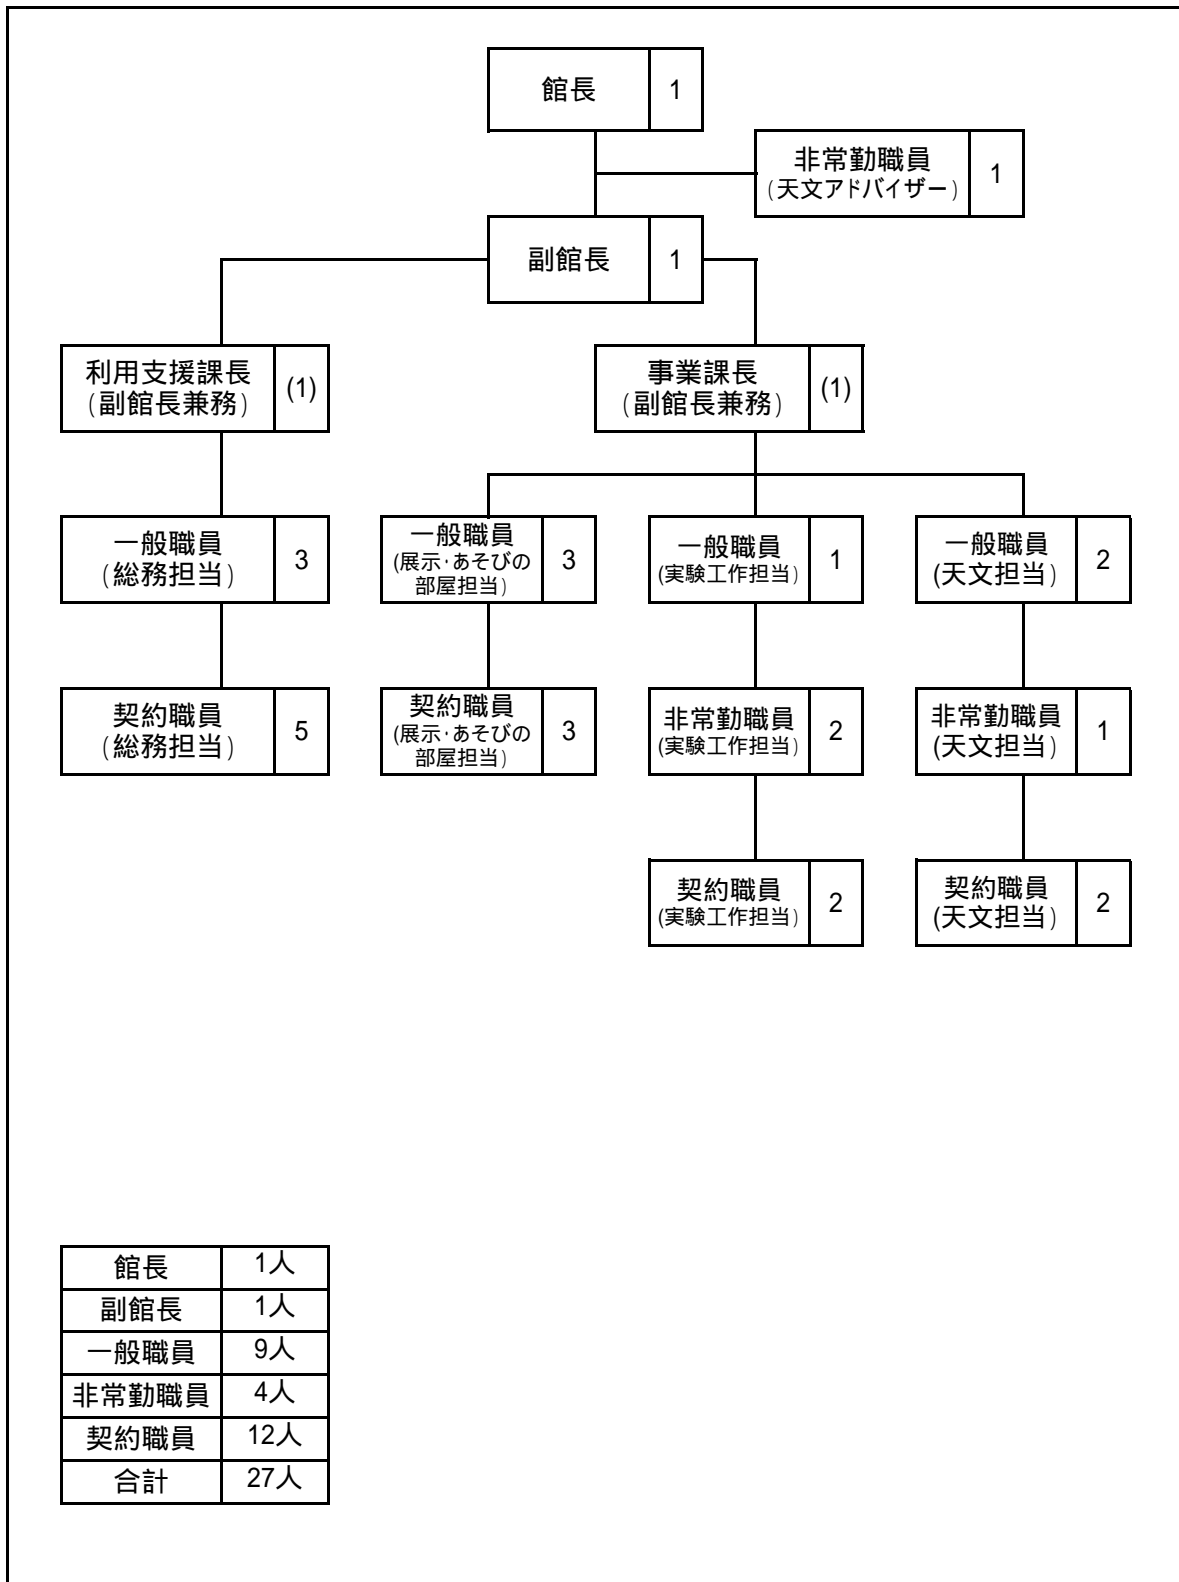 館長 1
非常勤職員 1
(天文アドバイザー)
副館長 1
利用支援課長 (1)
(副館長兼務)
事業課長 (1)
(副館長兼務)
一般職員 3
(総務担当)
一般職員 3
(展示・あそびの
部屋担当)
一般職員 1
(実験工作担当)
一般職員 2
(天文担当)
契約職員 5
(総務担当)
契約職員 3
(展示・あそびの
部屋担当)
非常勤職員 2
(実験工作担当)
非常勤職員 1
(天文担当)
契約職員 2
(実験工作担当)
契約職員 2
(天文担当)
館長 1人
副館長 1人
一般職員 9人
非常勤職員 4人
契約職員 12人
合計 27人